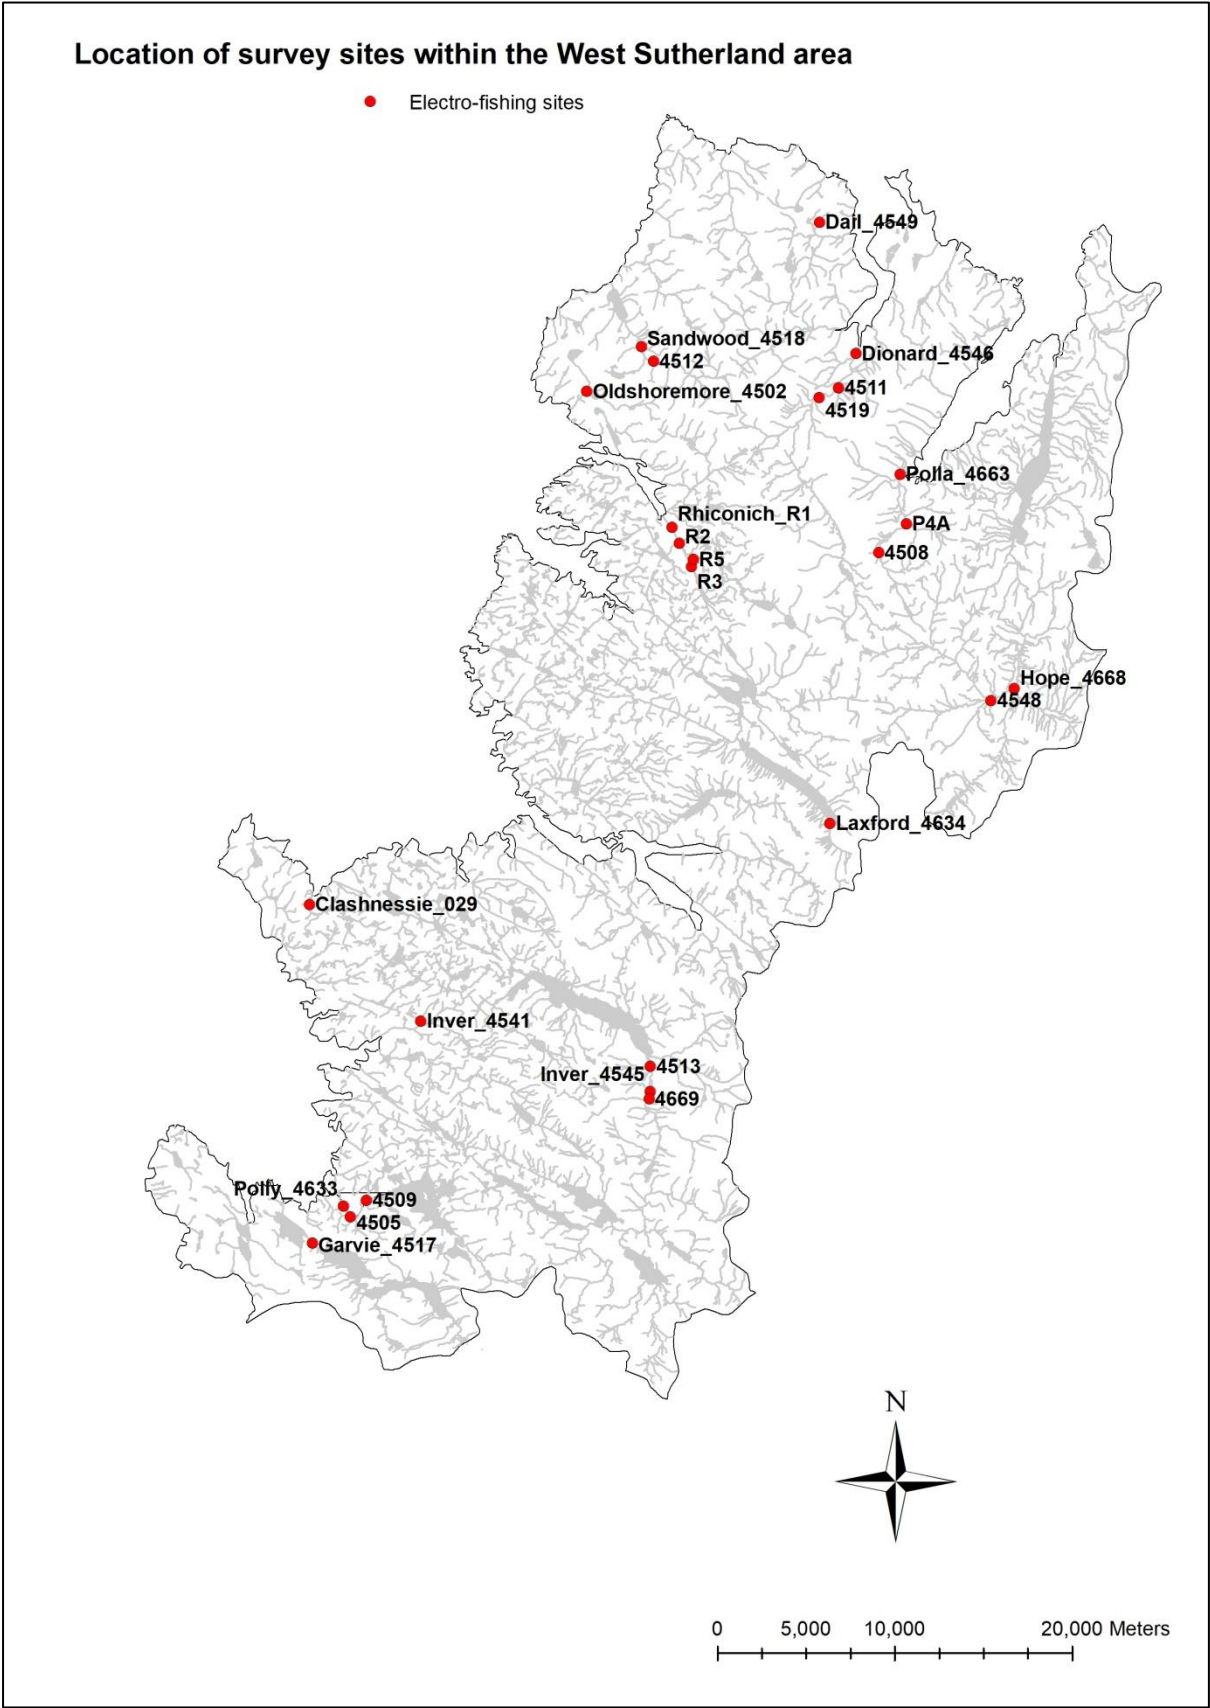 Location of survey sites within the West Sutherland area
Electro-fishing sites
Dail_4549
Sandwood_4518
4512
Dionard_4546
Oldshoremore_4502
4511
4519
Polla_4663
Rhiconich_R1
P4A
R2
4508
R5
R3
Hope_4668
4548
Laxford_4634
Clashnessie_029
Inver_4541
4513
Inver_4545
4669
Polly_4633
4509
4505
Garvie_4517
N
0 5,000 10,000 20,000 Meters